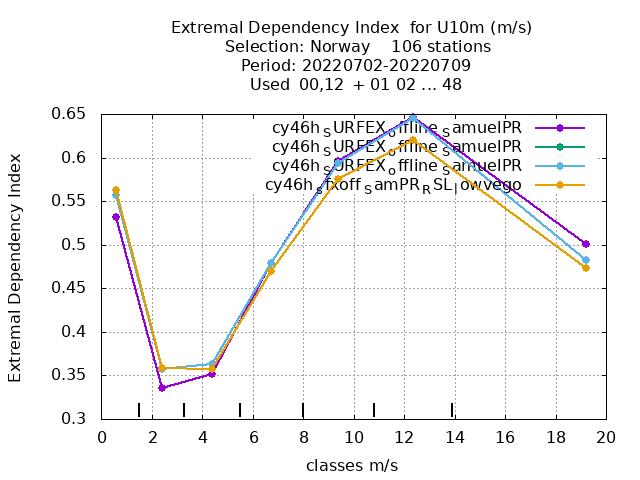 Extremal Dependency Index for U10m (m/s)
Selection: Norway 106 stations
Period: 20220702-20220709
Used 00,12 + 01 02 ... 48
cy46h_SURFEX_offline_SamuelPR
cy46h_SURFEX_offline_SamuelPR
cy46h_SURFEX_offline_SamuelPR
cy46h_sfxoff_SamPR_RSL_lowvego
Extremal Dependency Index
0.65
0.6
0.55
0.5
0.45
0.4
0.35
0.3
0 2 4 6 8 10 12 14 16 18 20
classes m/s